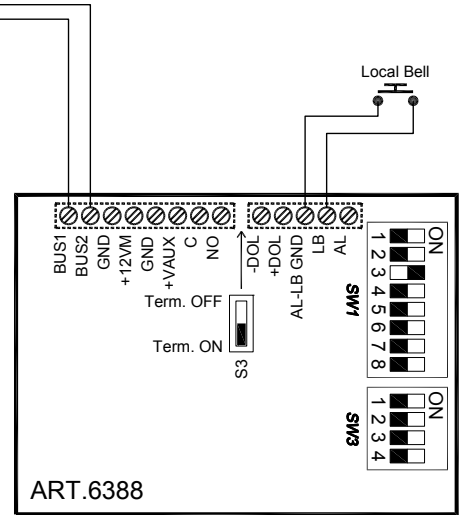 Local Bell
BUS1
BUS2
GND
+12VM
GND
+VAUX
C
NO
-DOL
+DOL
AL-LB GND
LB
AL
Term. OFF
Term. ON
S3
ON
1
2
3
4
5
6
7
8
SW1
ON
1
2
3
4
SW3
ART.6388